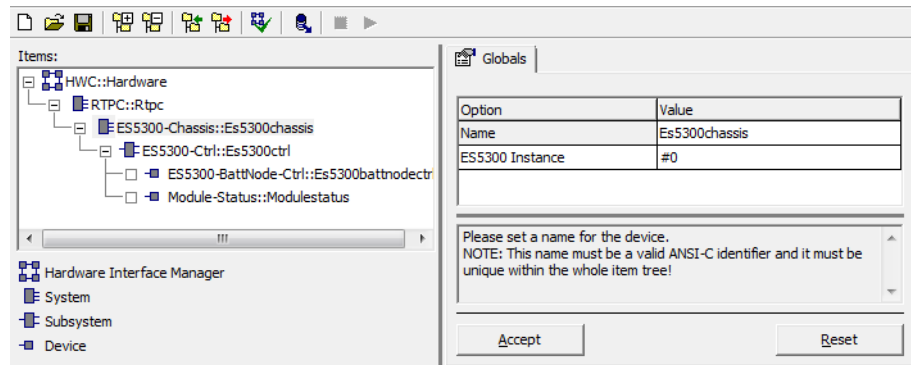 Items:
HWC::Hardware
RTPC::Rtpc
ES5300-Chassis::Es5300chassis
ES5300-Ctrl::Es5300ctrl
ES5300-BattNode-Ctrl::Es5300battnodectr
Module-Status::Modulestatus
Hardware Interface Manager
System
Subsystem
Device
Globals
Option Value
Name Es5300chassis
ES5300 Instance #0
Please set a name for the device.
NOTE: This name must be a valid ANSI-C identifier and it must be
unique within the whole item tree!
Accept Reset